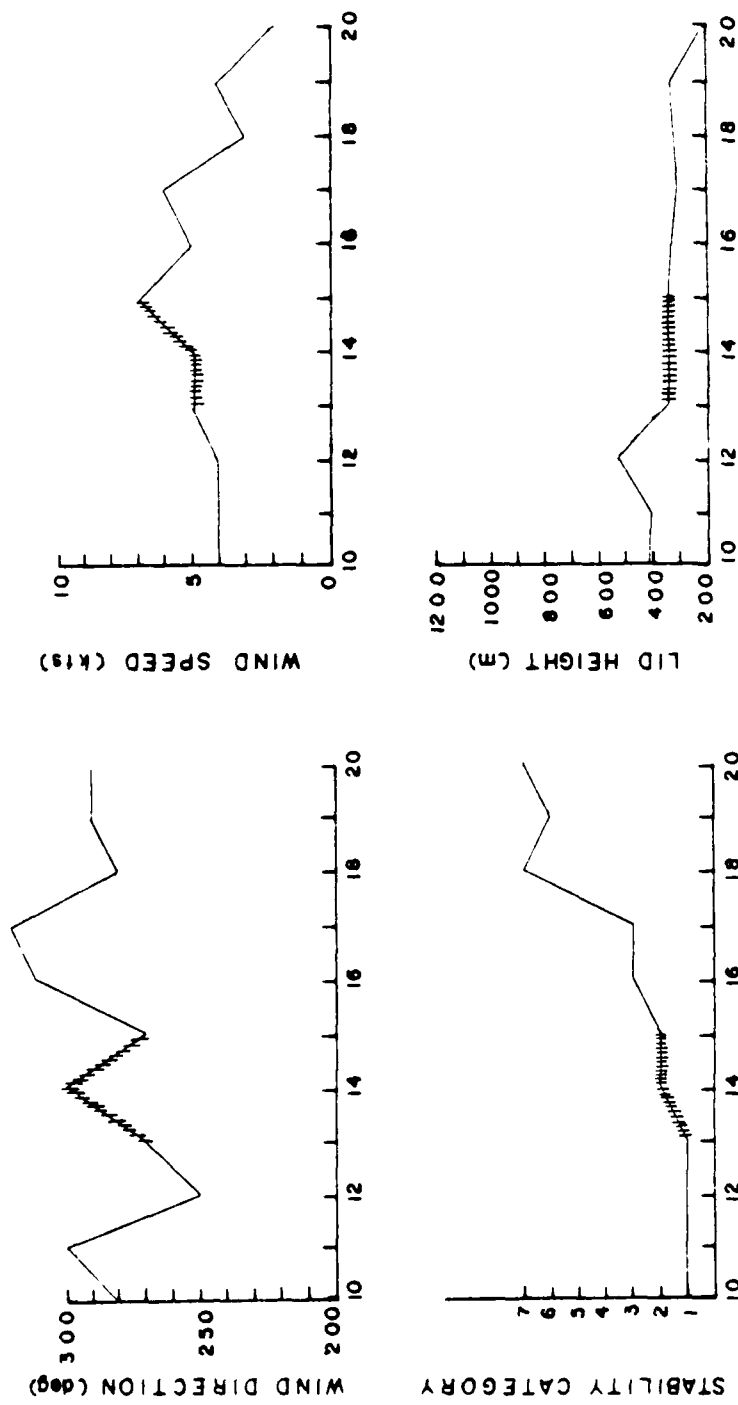 WIND DIRECTION (deg)
300
250
200
10 12 14 16 18 20
WIND SPEED (kts)
10
5
0
10 12 14 16 18 20
STABILITY CATEGORY
7
6
5
4
3
2
1
10 12 14 16 18 20
LID HEIGHT (m)
1200
1000
800
600
400
200
10 12 14 16 18 20